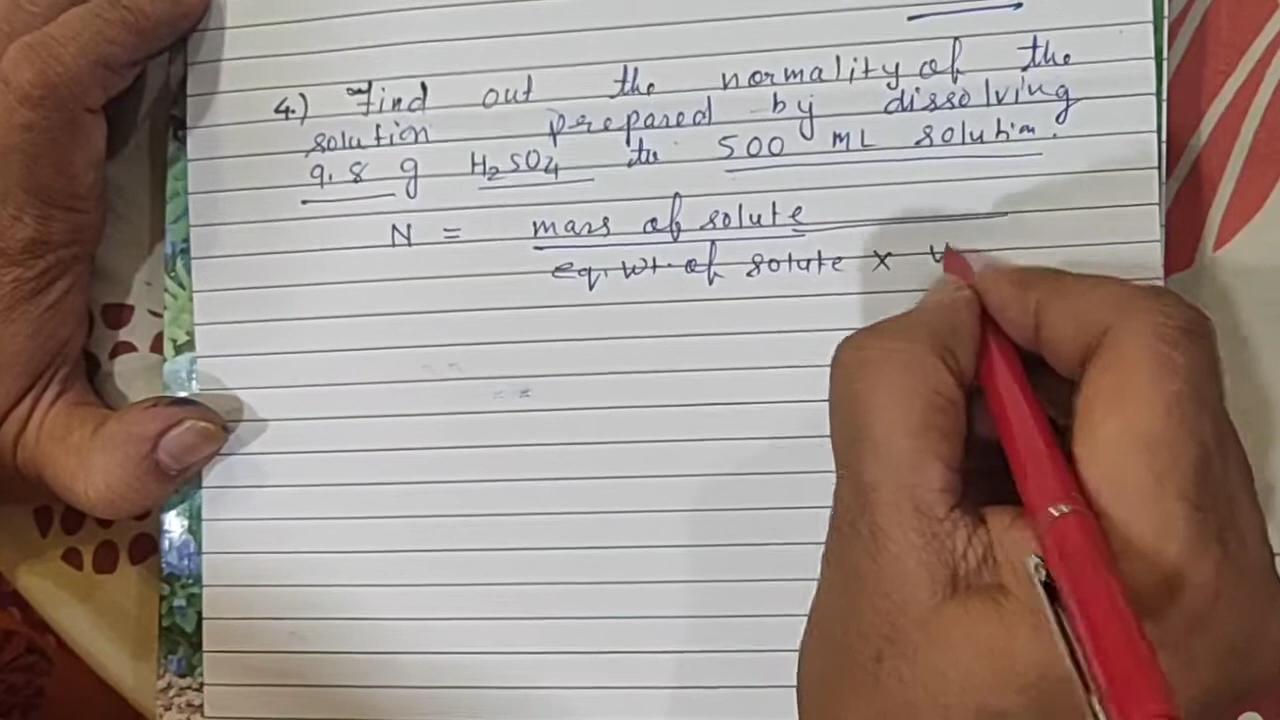 4.) Find out the normality of the
solution prepared by dissolving
9.8 g H₂SO₄ to 500 mL solution.
N = mass of solute
eq. wt. of solute ×